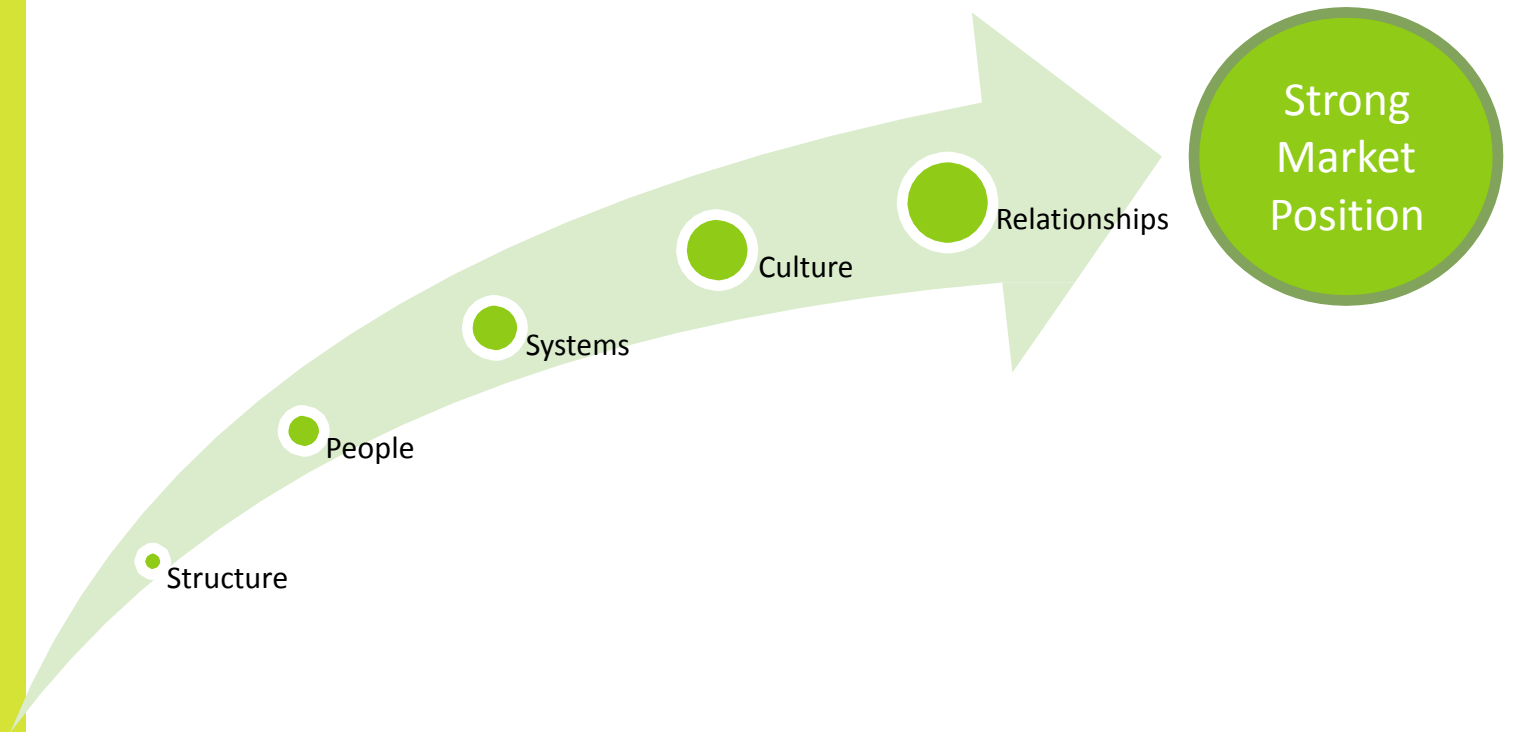 Strong
Market
Position
Relationships
Culture
Systems
People
Structure